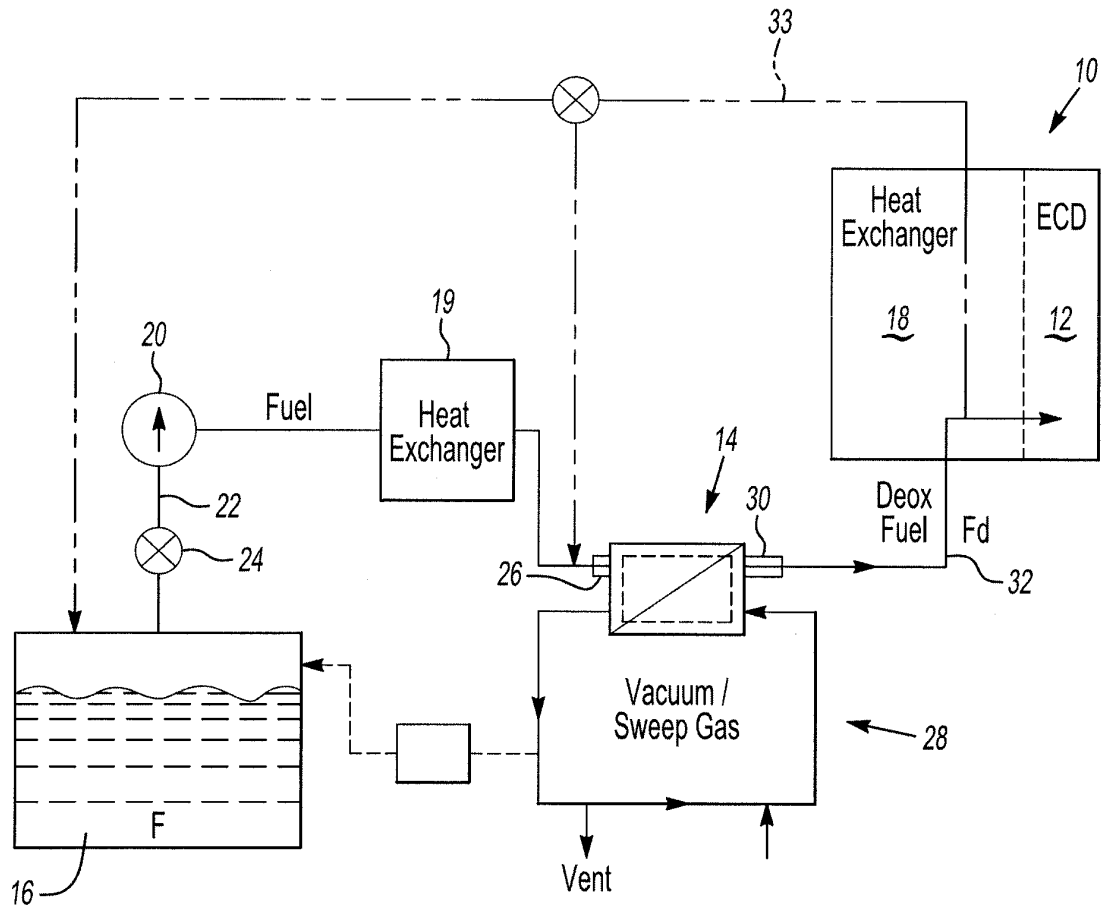 33
10
Heat
Exchanger
ECD
18
12
19
20
Fuel
Heat
Exchanger
14
22
Deox
Fuel
Fd
30
24
26
32
Vacuum /
Sweep Gas
28
F
16
Vent